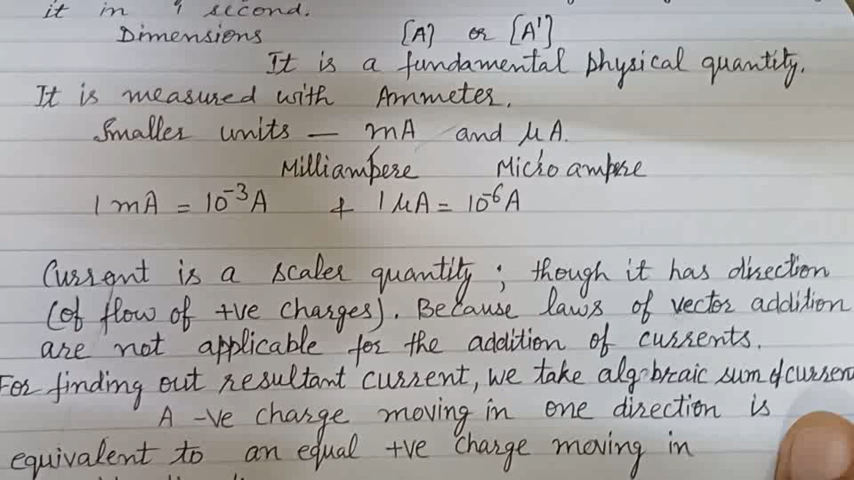 it in 1 second.
Dimensions [A] or [A¹]
It is a fundamental physical quantity.
It is measured with Ammeter.
Smaller units — mA and μA.
Milliampere Microampere
1 mA = 10⁻³A & 1 μA = 10⁻⁶A
Current is a scaler quantity; though it has direction
(of flow of +ve charges). Because laws of vector addition
are not applicable for the addition of currents.
For finding out resultant current, we take algebraic sum of current
A -ve charge moving in one direction is
equivalent to an equal +ve charge moving in